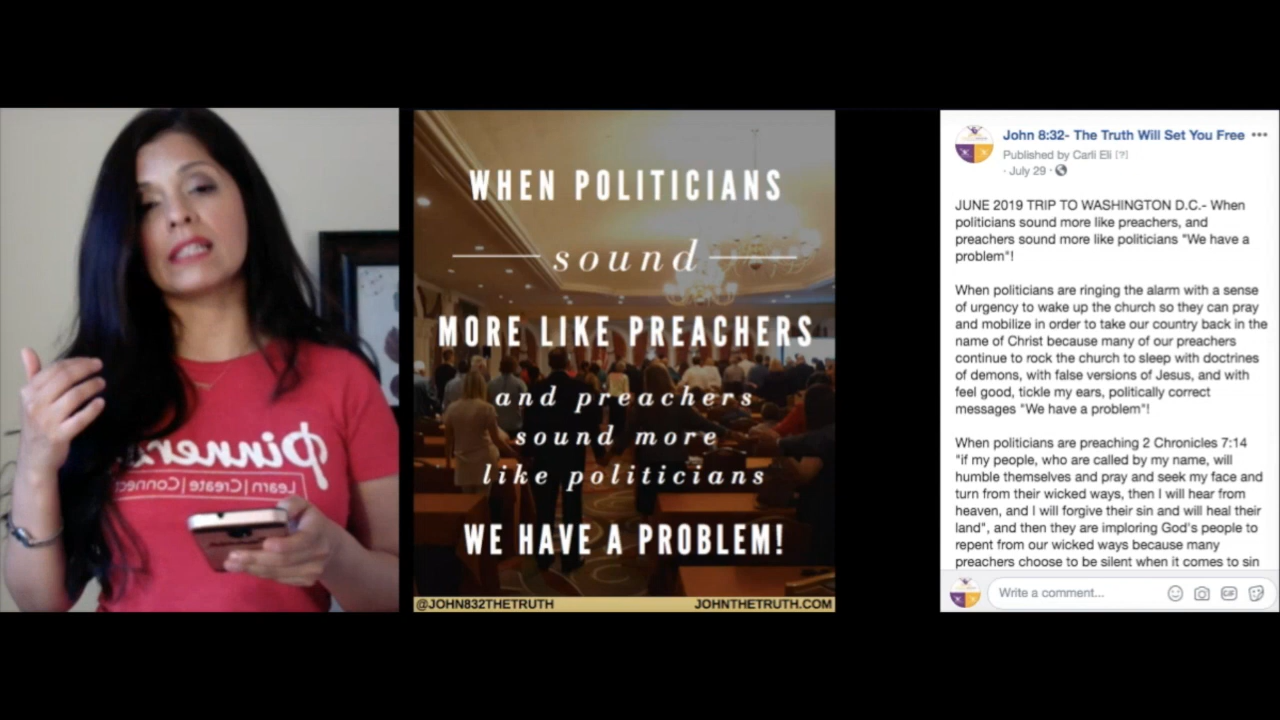 Pinners
Learn | Create | Connect
WHEN POLITICIANS
sound
MORE LIKE PREACHERS
and preachers
sound more
like politicians
WE HAVE A PROBLEM!
@JOHN832THETRUTH
JOHNTHETRUTH.COM
John 8:32- The Truth Will Set You Free
Published by Carli Eli [?]
· July 29 ·
JUNE 2019 TRIP TO WASHINGTON D.C.- When
politicians sound more like preachers, and
preachers sound more like politicians "We have a
problem"!
When politicians are ringing the alarm with a sense
of urgency to wake up the church so they can pray
and mobilize in order to take our country back in the
name of Christ because many of our preachers
continue to rock the church to sleep with doctrines
of demons, with false versions of Jesus, and with
feel good, tickle my ears, politically correct
messages "We have a problem"!
When politicians are preaching 2 Chronicles 7:14
"if my people, who are called by my name, will
humble themselves and pray and seek my face and
turn from their wicked ways, then I will hear from
heaven, and I will forgive their sin and will heal their
land", and then they are imploring God's people to
repent from our wicked ways because many
preachers choose to be silent when it comes to sin
Write a comment...
GIF